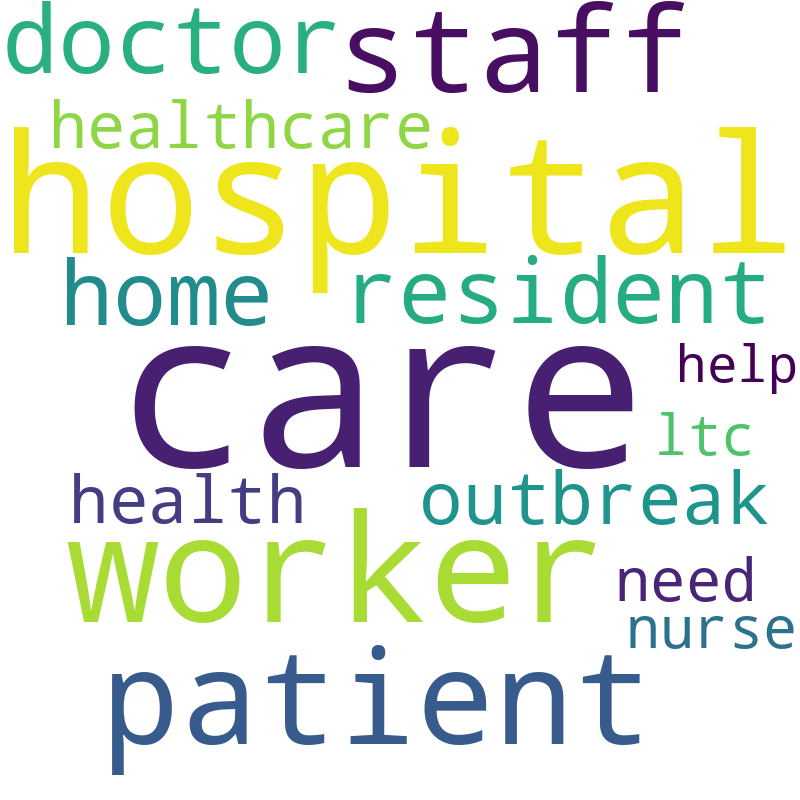 doctor staff
healthcare
hospital
home resident
help
care
ltc
health outbreak
worker
need
nurse
patient